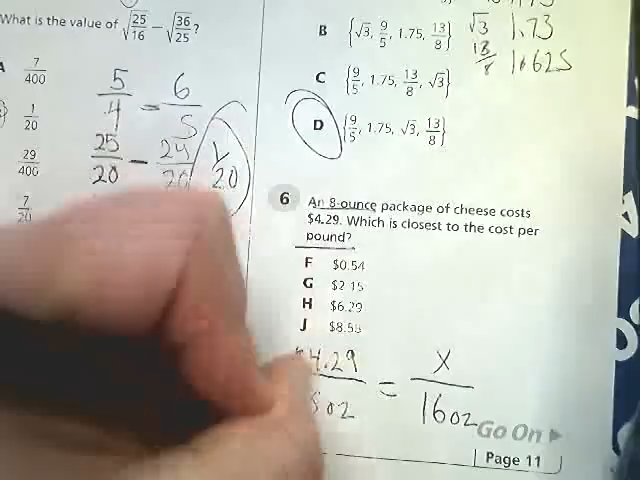 What is the value of √25/16 − √36/25?
7/400
1/20
29/400
7/20
5/4 = 6/5
25/20 − 24/20
1/20
B {√3, 9/5, 1.75, 13/8}
√3 1.73
13/8 1.625
C {9/5, 1.75, 13/8, √3}
D {9/5, 1.75, √3, 13/8}
6 An 8-ounce package of cheese costs
$4.29. Which is closest to the cost per
pound?
F $0.54
G $2.15
H $6.29
J
4.29 = X
oz 16oz
Go On
Page 11